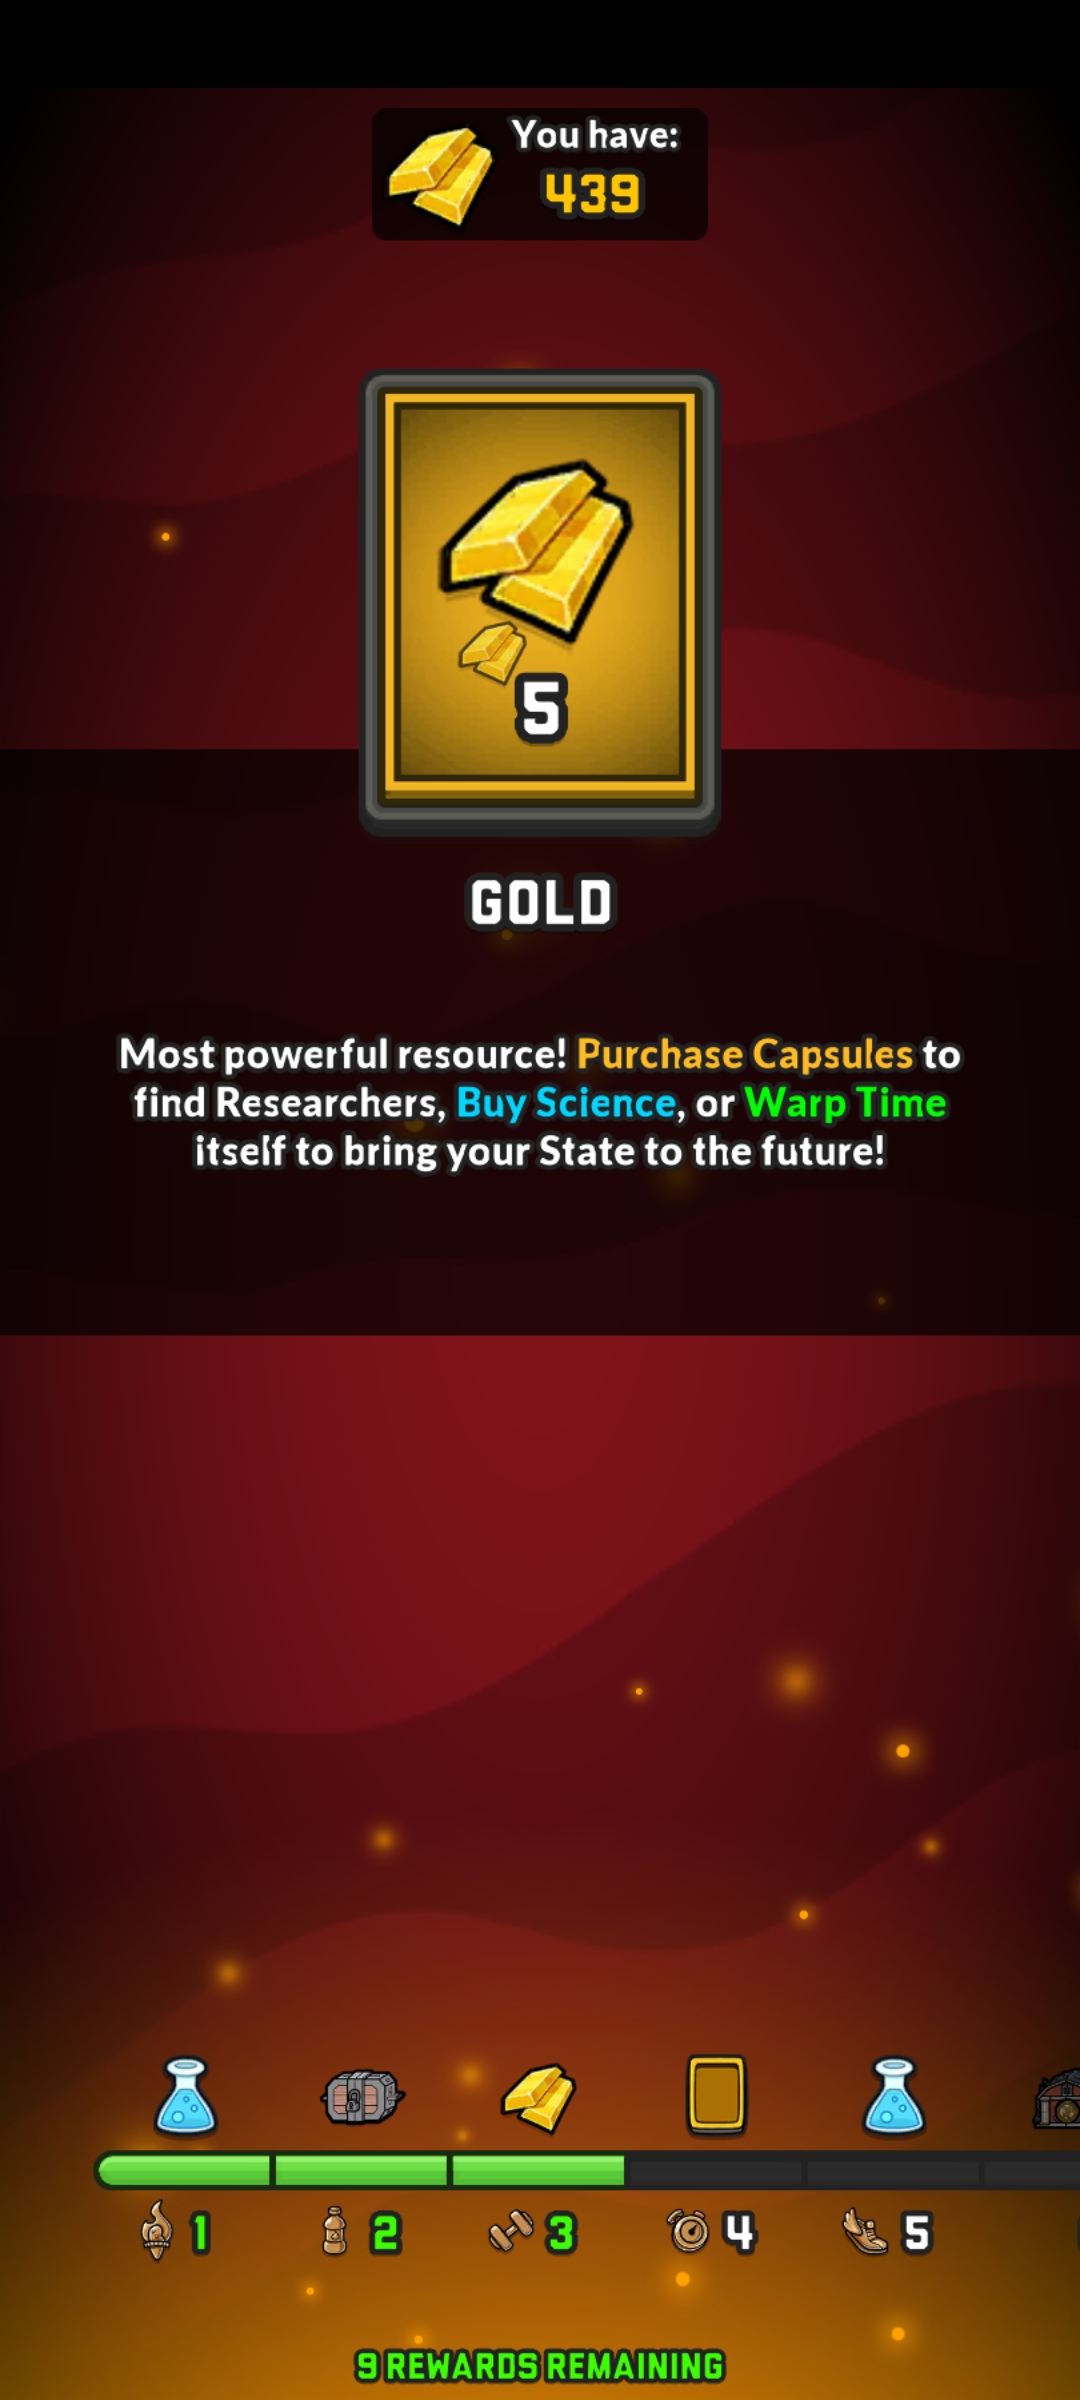 You have:
439
5
GOLD
Most powerful resource! Purchase Capsules to
find Researchers, Buy Science, or Warp Time
itself to bring your State to the future!
1 2 3 4 5
9 REWARDS REMAINING